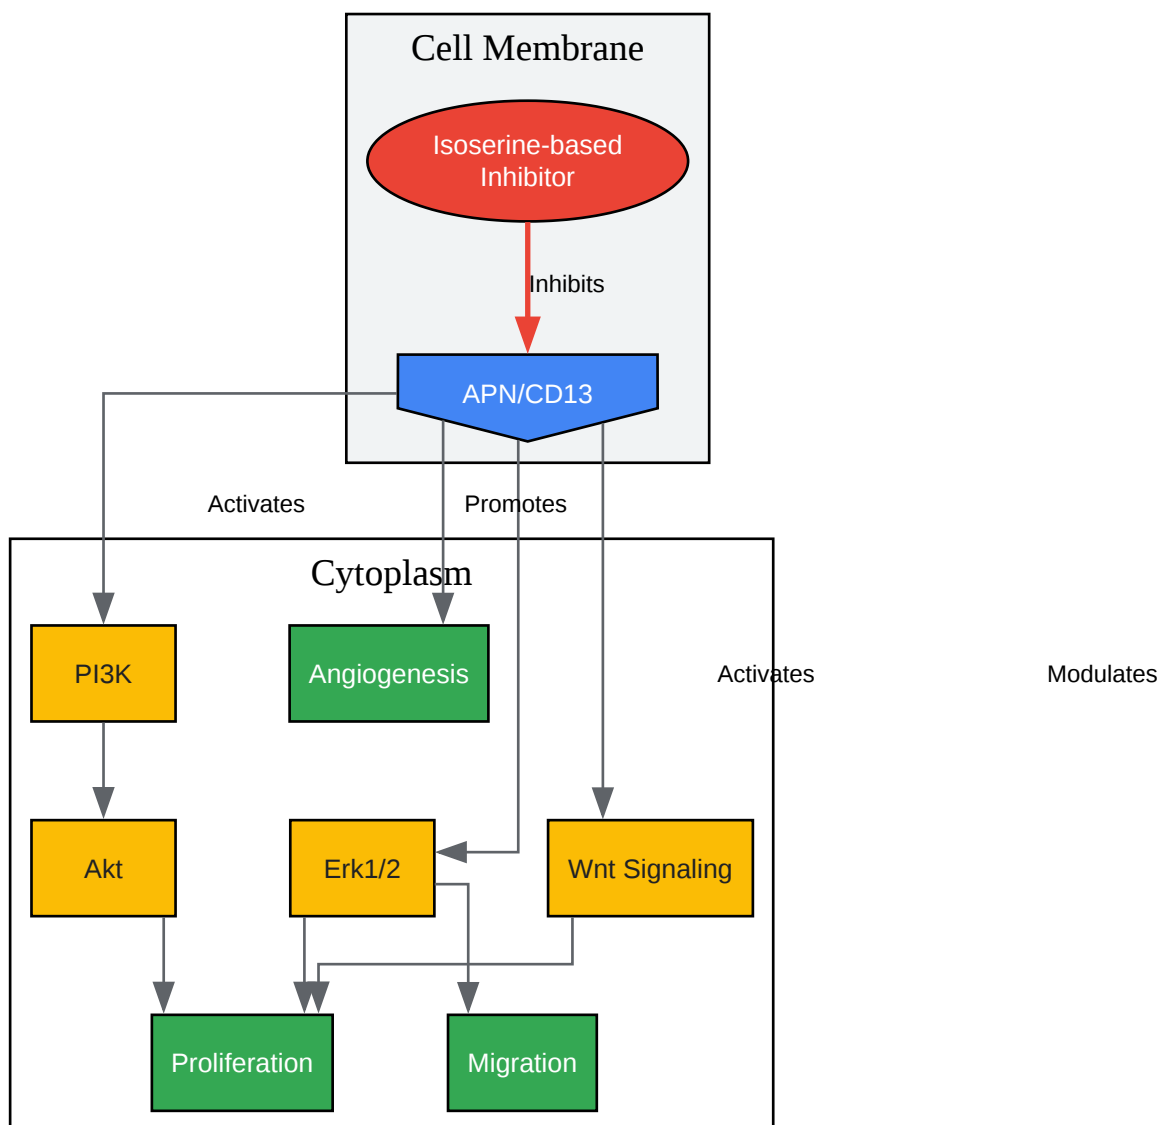 Cell Membrane
Isoserine-based
Inhibitor
Inhibits
APN/CD13
Activates
Promotes
Cytoplasm
PI3K
Angiogenesis
Activates
Modulates
Akt
Erk1/2
Wnt Signaling
Proliferation
Migration